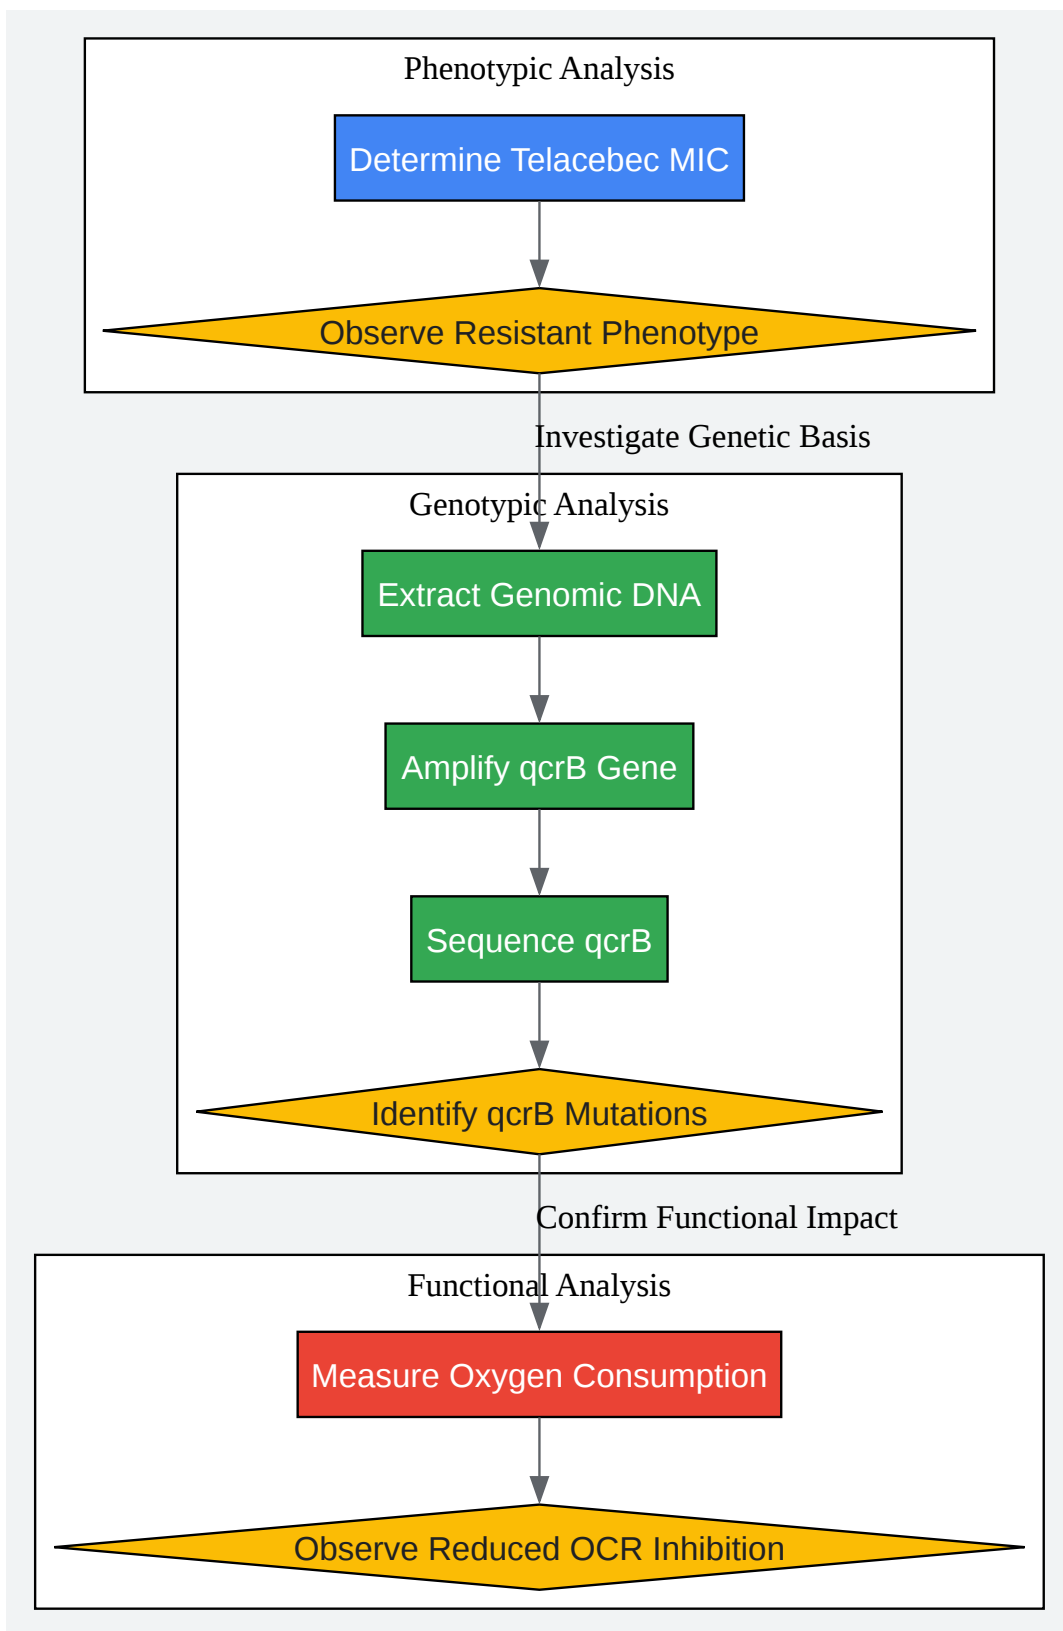 Phenotypic Analysis
Determine Telacebec MIC
Observe Resistant Phenotype
Investigate Genetic Basis
Genotypic Analysis
Extract Genomic DNA
Amplify qcrB Gene
Sequence qcrB
Identify qcrB Mutations
Confirm Functional Impact
Functional Analysis
Measure Oxygen Consumption
Observe Reduced OCR Inhibition